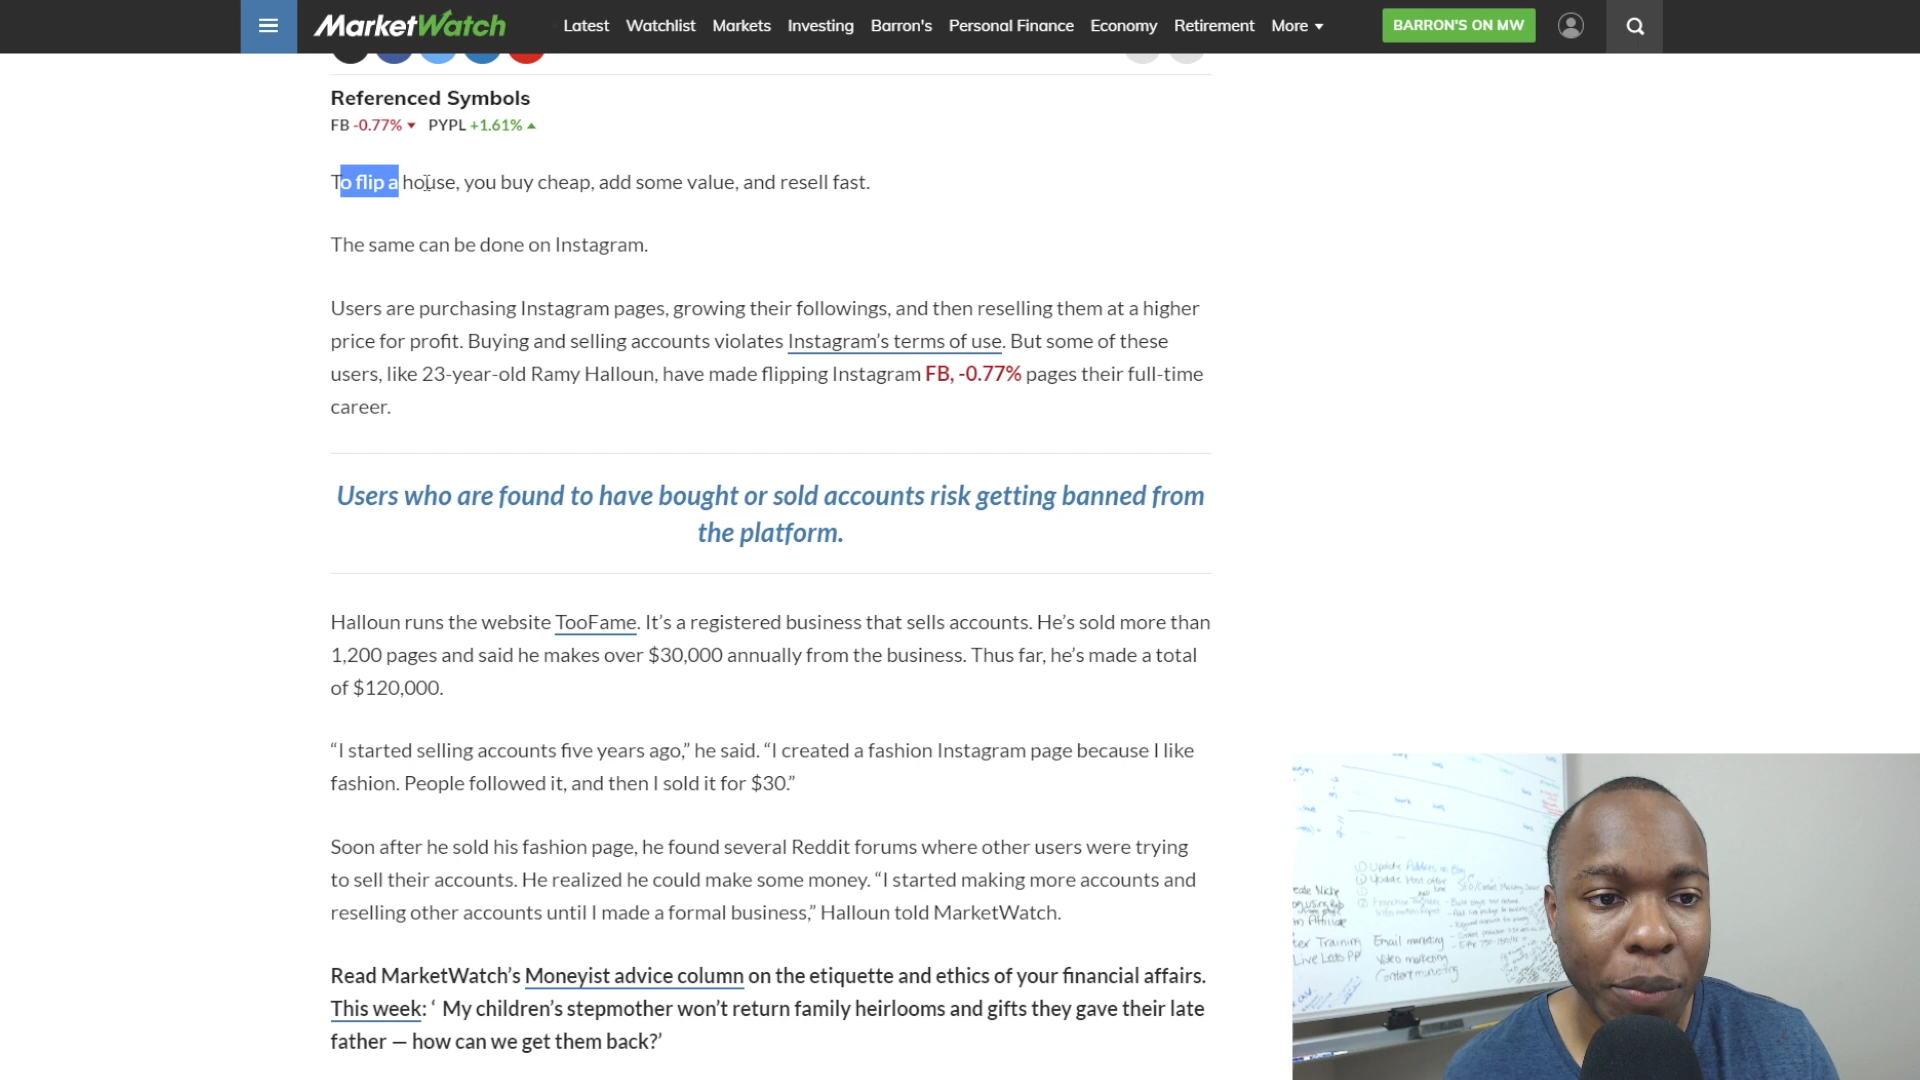 MarketWatch
Latest Watchlist Markets Investing Barron's Personal Finance Economy Retirement More BARRON'S ON MW
Referenced Symbols
FB -0.77% PYPL +1.61%
To flip a house, you buy cheap, add some value, and resell fast.
The same can be done on Instagram.
Users are purchasing Instagram pages, growing their followings, and then reselling them at a higher
price for profit. Buying and selling accounts violates Instagram’s terms of use. But some of these
users, like 23-year-old Ramy Halloun, have made flipping Instagram FB, -0.77% pages their full-time
career.
Users who are found to have bought or sold accounts risk getting banned from
the platform.
Halloun runs the website TooFame. It’s a registered business that sells accounts. He’s sold more than
1,200 pages and said he makes over $30,000 annually from the business. Thus far, he’s made a total
of $120,000.
“I started selling accounts five years ago,” he said. “I created a fashion Instagram page because I like
fashion. People followed it, and then I sold it for $30.”
Soon after he sold his fashion page, he found several Reddit forums where other users were trying
to sell their accounts. He realized he could make some money. “I started making more accounts and
reselling other accounts until I made a formal business,” Halloun told MarketWatch.
Read MarketWatch’s Moneyist advice column on the etiquette and ethics of your financial affairs.
This week: ‘ My children’s stepmother won’t return family heirlooms and gifts they gave their late
father — how can we get them back?’
Email marketing
Video marketing
Content marketing